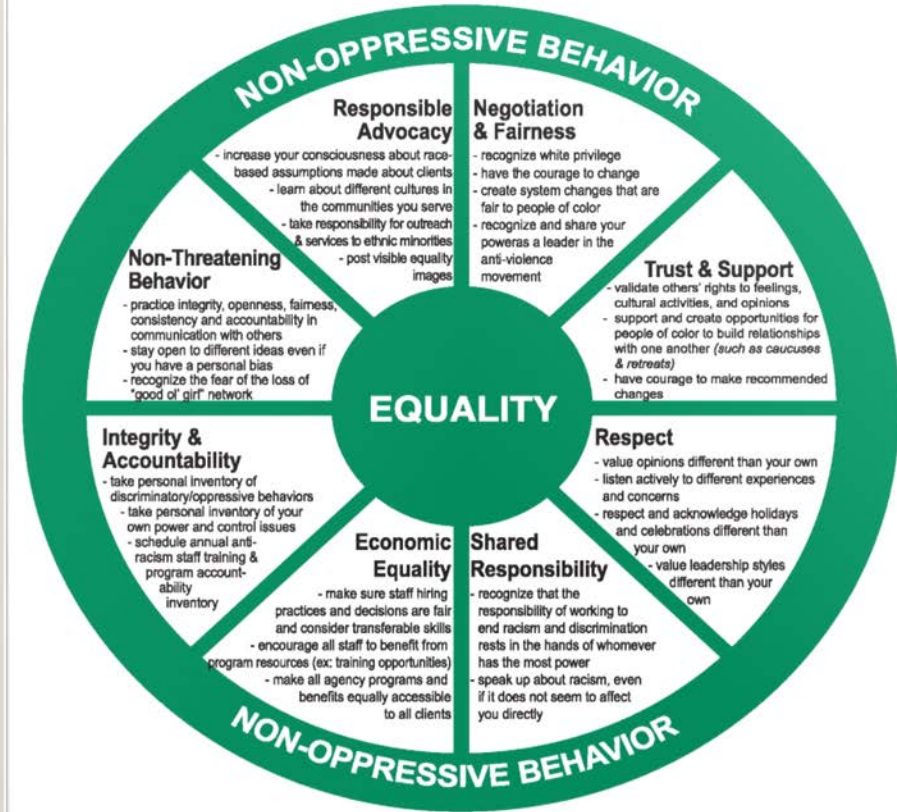 NON-OPPRESSIVE BEHAVIOR
Responsible
Advocacy
- increase your consciousness about race-
based assumptions made about clients
- learn about different cultures in
the communities you serve
- take responsibility for outreach
& services to ethnic minorities
- post visible equality
images
Negotiation
& Fairness
- recognize white privilege
- have the courage to change
- create system changes that are
fair to people of color
- recognize and share your
poweras a leader in the
anti-violence
movement
Trust & Support
- validate others' rights to feelings,
cultural activities, and opinions
- support and create opportunities for
people of color to build relationships
with one another (such as caucuses
& retreats)
- have courage to make recommended
changes
Respect
- value opinions different than your own
- listen actively to different experiences
and concerns
- respect and acknowledge holidays
and celebrations different than
your own
- value leadership styles
different than your
own
Shared
Responsibility
- recognize that the
responsibility of working to
end racism and discrimination
rests in the hands of whomever
has the most power
- speak up about racism, even
if it does not seem to affect
you directly
Economic
Equality
- make sure staff hiring
practices and decisions are fair
and consider transferable skills
- encourage all staff to benefit from
program resources (ex: training opportunities)
- make all agency programs and
benefits equally accessible
to all clients
Integrity &
Accountability
- take personal inventory of
discriminatory/oppressive behaviors
- take personal inventory of your
own power and control issues
- schedule annual anti-
racism staff training &
program account-
ability
inventory
Non-Threatening
Behavior
- practice integrity, openness, fairness,
consistency and accountability in
communication with others
- stay open to different ideas even if
you have a personal bias
- recognize the fear of the loss of
"good ol' girl" network
EQUALITY
NON-OPPRESSIVE BEHAVIOR